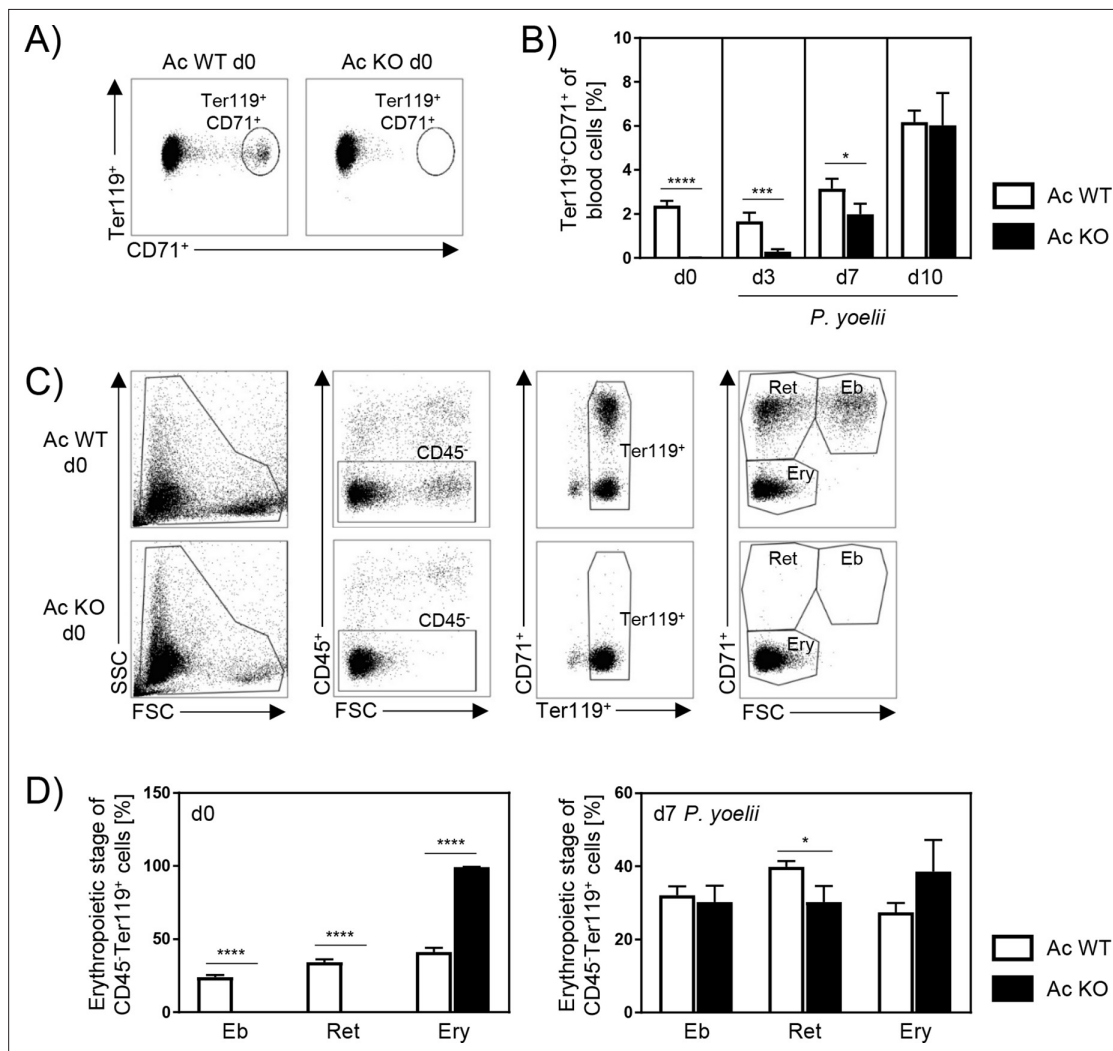 A)
Ac WT d0
Ac KO d0
Ter119⁺
CD71⁺
Ter119⁺
CD71⁺
Ter119⁺
CD71⁺
B)
Ter119⁺CD71⁺ of
blood cells [%]
10
8
6
4
2
0
****
***
*
d0
d3
d7
d10
P. yoelii
Ac WT
Ac KO
C)
Ac WT
d0
Ac KO
d0
SSC
FSC
CD45⁺
CD45⁻
CD45⁻
FSC
CD71⁺
Ter119⁺
Ter119⁺
Ter119⁺
CD71⁺
Ret
Eb
Ery
Ret
Eb
Ery
FSC
D)
Erythropoietic stage of
CD45⁻Ter119⁺ cells [%]
150
100
50
0
d0
****
****
****
Eb
Ret
Ery
Erythropoietic stage of
CD45⁻Ter119⁺ cells [%]
60
40
20
0
d7 P. yoelii
*
Eb
Ret
Ery
Ac WT
Ac KO